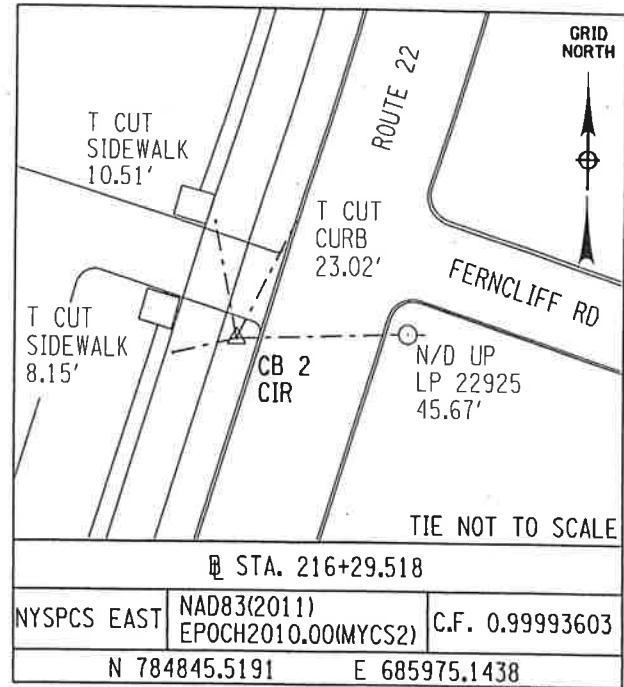 GRID
NORTH
ROUTE 22
T CUT
SIDEWALK
10.51'
T CUT
CURB
23.02'
FERNCLIFF RD
T CUT
SIDEWALK
8.15'
CB 2
CIR
N/D UP
LP 22925
45.67'
TIE NOT TO SCALE
BL STA. 216+29.518
NYSPCS EAST
NAD83(2011)
EPOCH2010.00(MYCS2)
C.F. 0.99993603
N 784845.5191 E 685975.1438